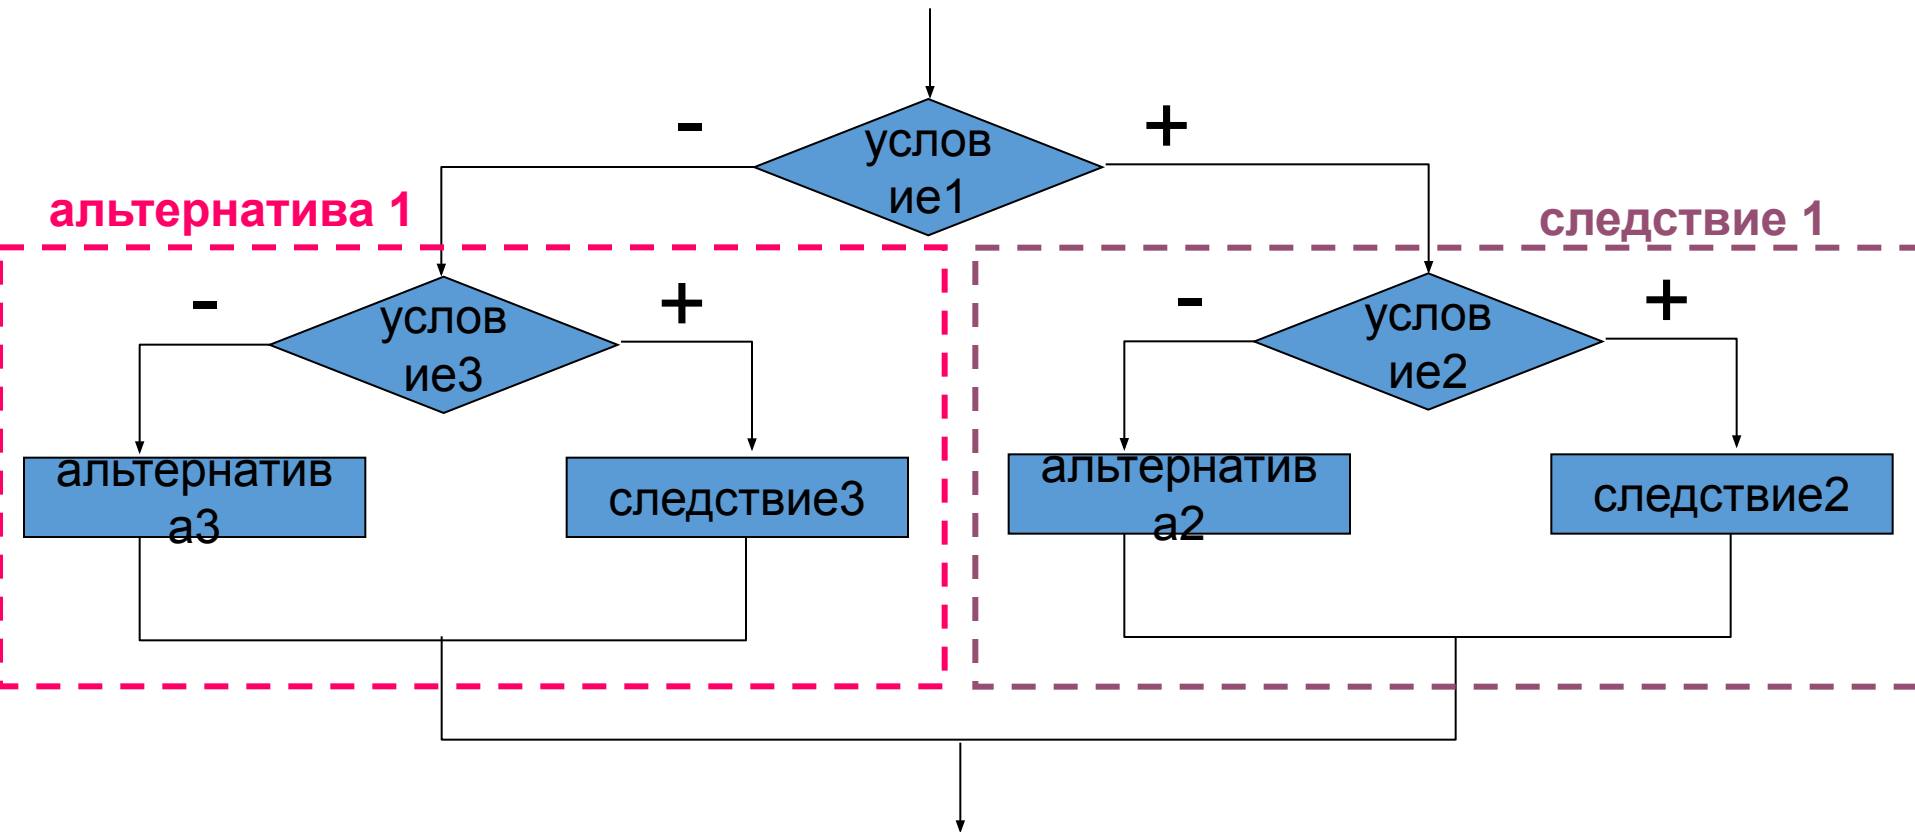 -
+
услов
ие1
альтернатива 1
следствие 1
-
+
услов
ие3
-
+
услов
ие2
альтернатив
а3
следствие3
альтернатив
а2
следствие2